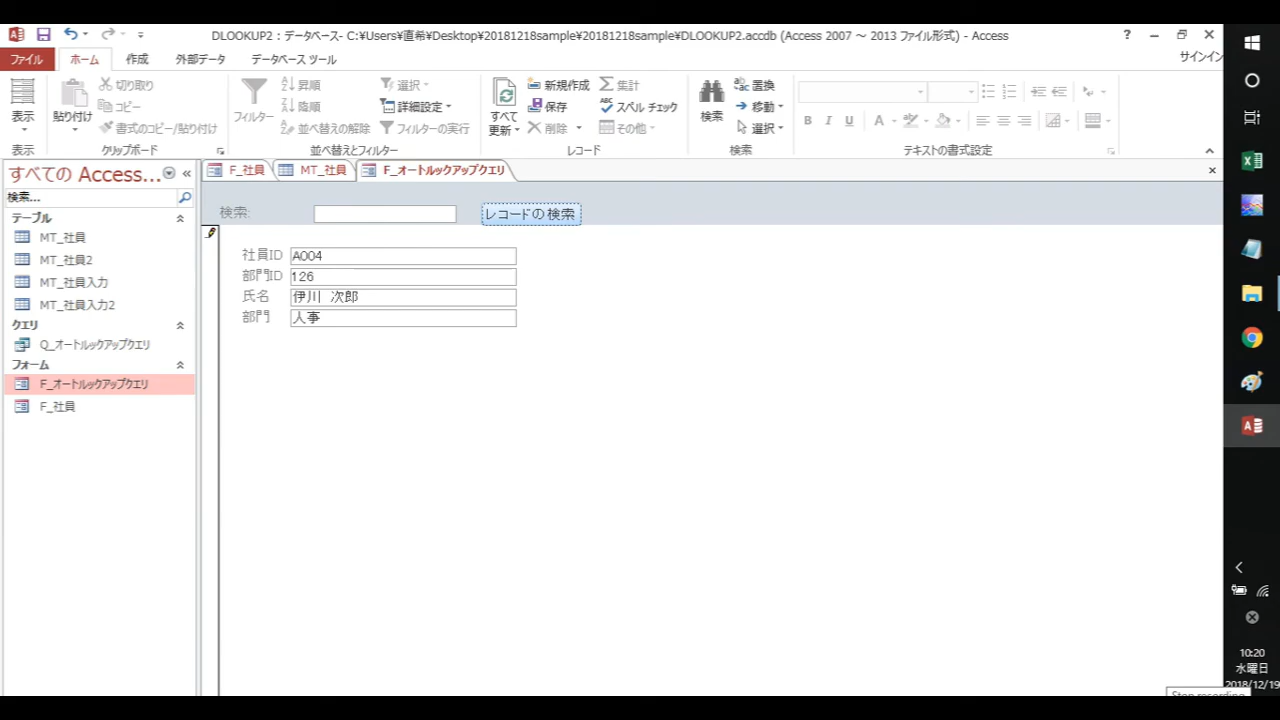 DLOOKUP2 : データベース- C:¥Users¥直希¥Desktop¥20181218sample¥20181218sample¥DLOOKUP2.accdb (Access 2007 ～ 2013 ファイル形式) - Access
ファイル ホーム 作成 外部データ データベース ツール サインイン
表示 貼り付け 切り取り コピー 書式のコピー/貼り付け
フィルター 昇順 降順 並べ替えの解除 選択 詳細設定 フィルターの実行
すべて更新 新規作成 保存 削除 集計 スペル チェック その他
検索 置換 移動 選択
B I U A
表示 クリップボード 並べ替えとフィルター レコード 検索 テキストの書式設定
すべての Access...
検索...
テーブル
MT_社員
MT_社員2
MT_社員入力
MT_社員入力2
クエリ
Q_オートルックアップクエリ
フォーム
F_オートルックアップクエリ
F_社員
F_社員 MT_社員 F_オートルックアップクエリ
検索: レコードの検索
社員ID A004
部門ID 126
氏名 伊川 次郎
部門 人事
10:20
水曜日
2018/12/19
Stop recording